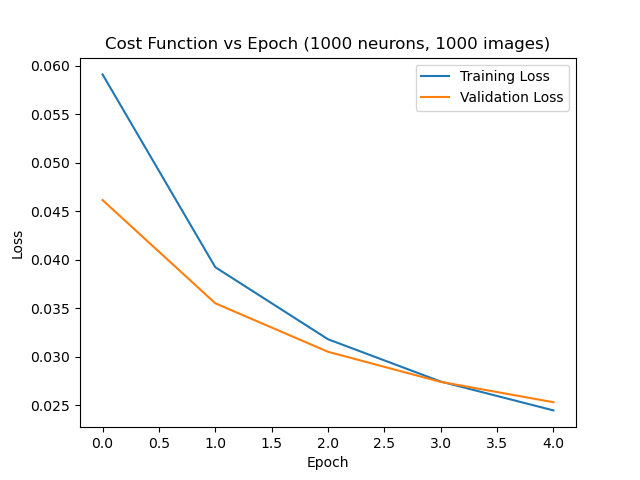 Cost Function vs Epoch (1000 neurons, 1000 images)
Training Loss
Validation Loss
0.060
0.055
0.050
0.045
0.040
0.035
0.030
0.025
Loss
0.0 0.5 1.0 1.5 2.0 2.5 3.0 3.5 4.0
Epoch